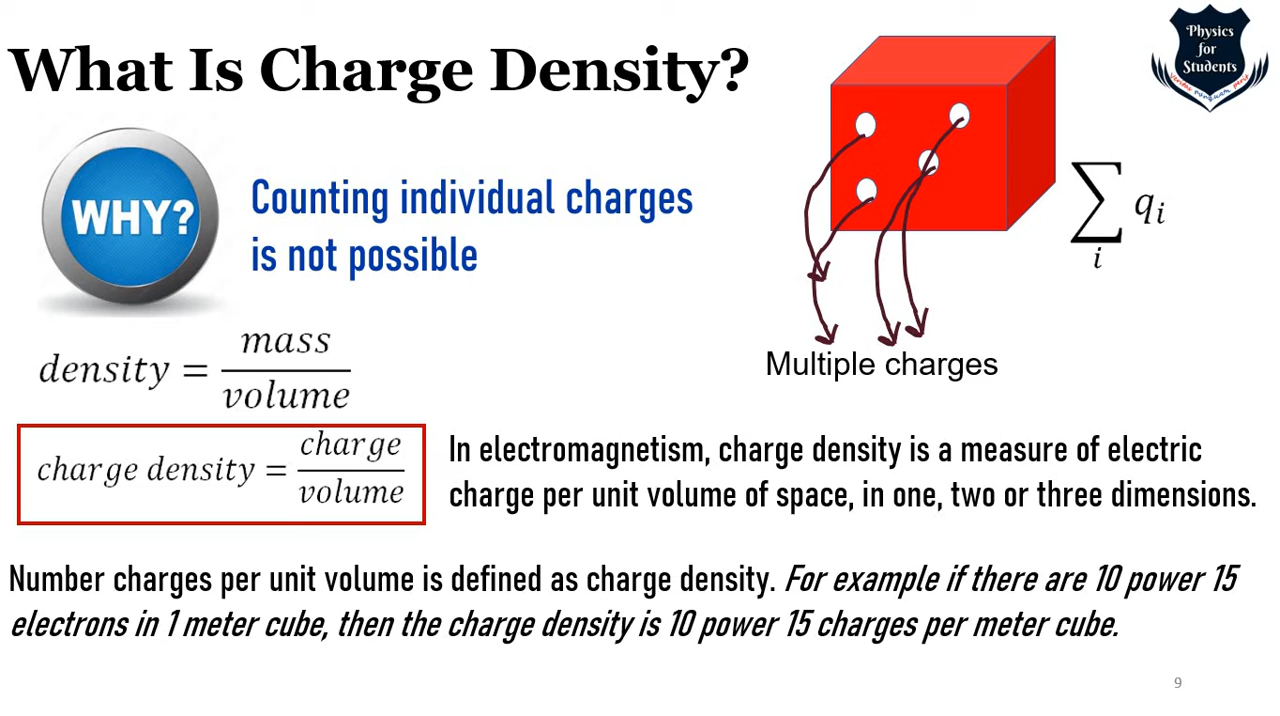 What Is Charge Density?
Physics
for
Students
WHY?
Counting individual charges
is not possible
∑ qᵢ
i
Multiple charges
density = mass / volume
charge density = charge / volume
In electromagnetism, charge density is a measure of electric
charge per unit volume of space, in one, two or three dimensions.
Number charges per unit volume is defined as charge density. For example if there are 10 power 15
electrons in 1 meter cube, then the charge density is 10 power 15 charges per meter cube.
9